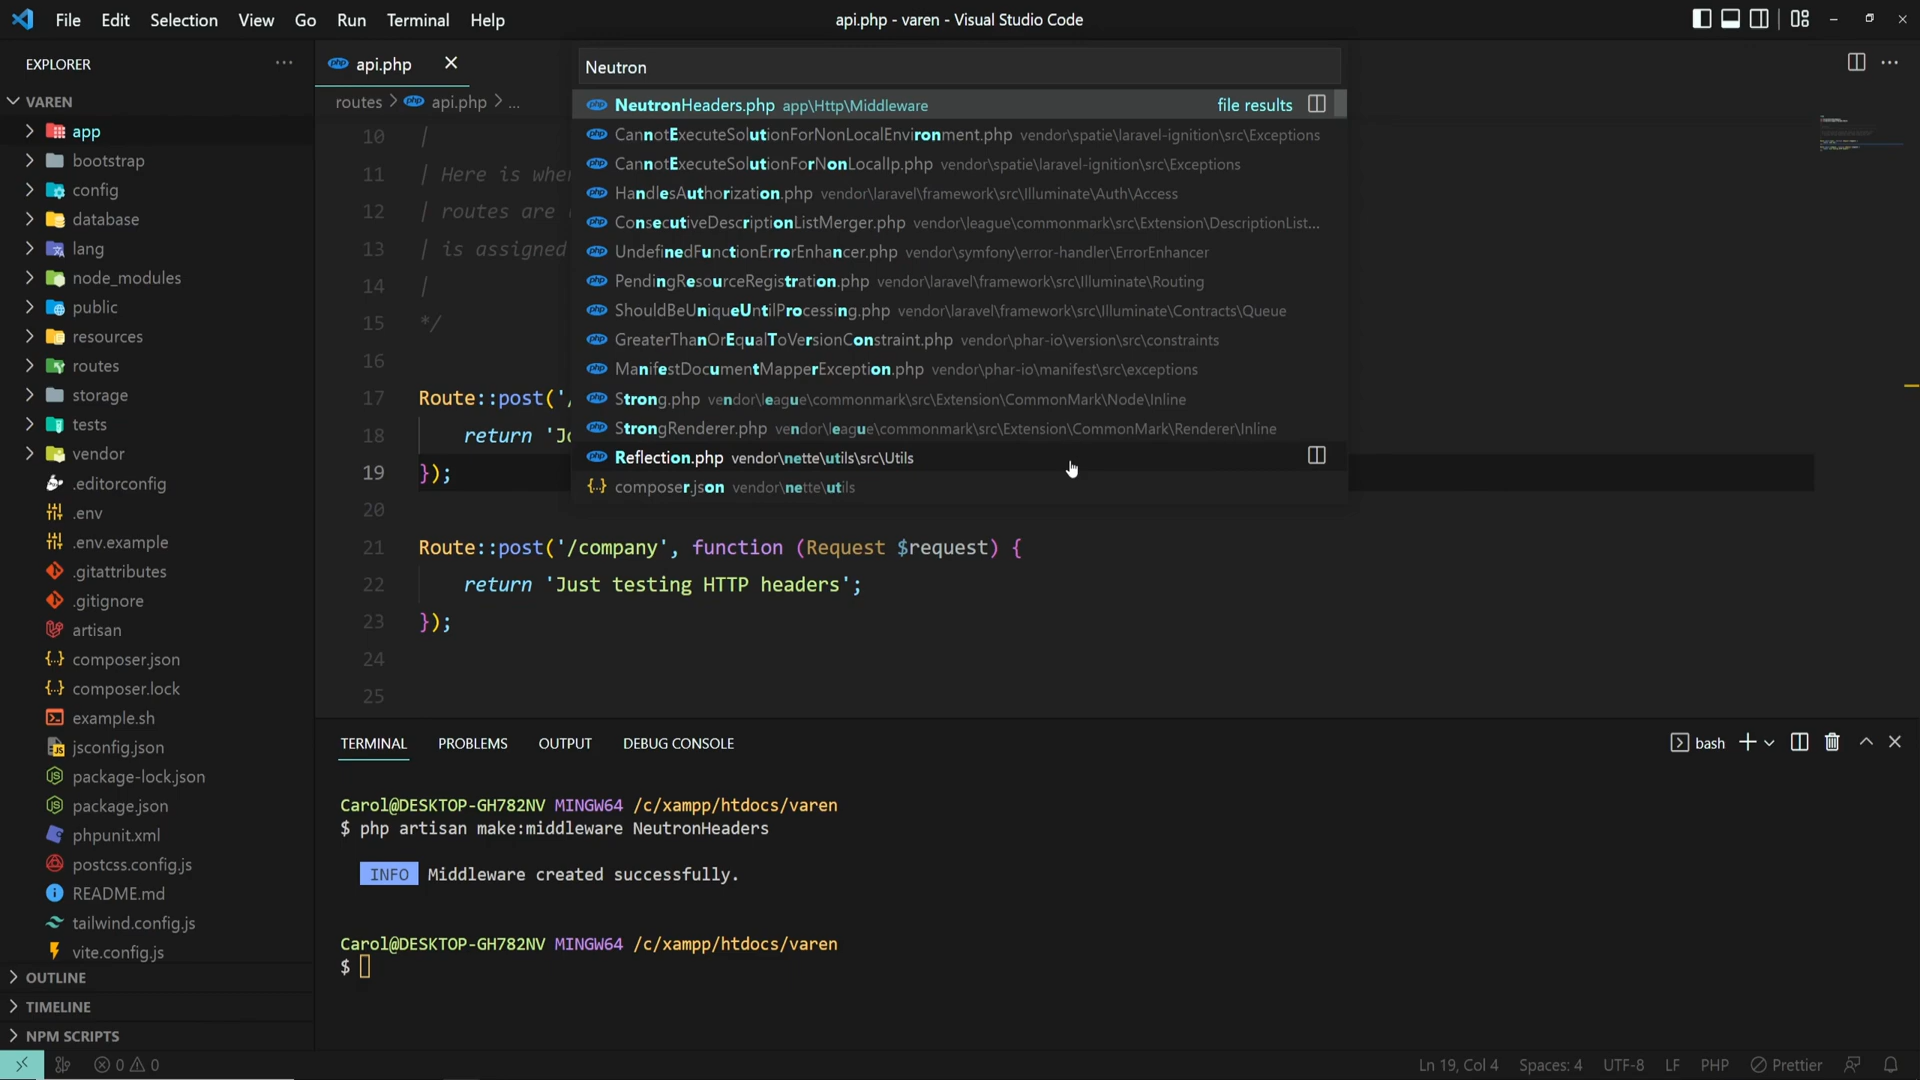 File Edit Selection View Go Run Terminal Help
api.php - varen - Visual Studio Code
EXPLORER
VAREN
app
bootstrap
config
database
lang
node_modules
public
resources
routes
storage
tests
vendor
.editorconfig
.env
.env.example
.gitattributes
.gitignore
artisan
composer.json
composer.lock
example.sh
jsconfig.json
package-lock.json
package.json
phpunit.xml
postcss.config.js
README.md
tailwind.config.js
vite.config.js
OUTLINE
TIMELINE
NPM SCRIPTS
api.php
routes > api.php > ...
Neutron
NeutronHeaders.php app\Http\Middleware file results
CannotExecuteSolutionForNonLocalEnvironment.php vendor\spatie\laravel-ignition\src\Exceptions
CannotExecuteSolutionForNonLocalIp.php vendor\spatie\laravel-ignition\src\Exceptions
HandlesAuthorization.php vendor\laravel\framework\src\Illuminate\Auth\Access
ConsecutiveDescriptionListMerger.php vendor\league\commonmark\src\Extension\DescriptionList...
UndefinedFunctionErrorEnhancer.php vendor\symfony\error-handler\ErrorEnhancer
PendingResourceRegistration.php vendor\laravel\framework\src\Illuminate\Routing
ShouldBeUniqueUntilProcessing.php vendor\laravel\framework\src\Illuminate\Contracts\Queue
GreaterThanOrEqualToVersionConstraint.php vendor\phar-io\version\src\constraints
ManifestDocumentMapperException.php vendor\phar-io\manifest\src\exceptions
Strong.php vendor\league\commonmark\src\Extension\CommonMark\Node\Inline
StrongRenderer.php vendor\league\commonmark\src\Extension\CommonMark\Renderer\Inline
Reflection.php vendor\nette\utils\src\Utils
composer.json vendor\nette\utils
10 |
11 | Here is whe
12 | routes are
13 | is assigned
14 |
15 */
16
17 Route::post('/
18 return 'J
19 });
20
21 Route::post('/company', function (Request $request) {
22 return 'Just testing HTTP headers';
23 });
24
25
TERMINAL PROBLEMS OUTPUT DEBUG CONSOLE
bash
Carol@DESKTOP-GH782NV MINGW64 /c/xampp/htdocs/varen
$ php artisan make:middleware NeutronHeaders
INFO Middleware created successfully.
Carol@DESKTOP-GH782NV MINGW64 /c/xampp/htdocs/varen
$
0 0
Ln 19, Col 4 Spaces: 4 UTF-8 LF PHP Prettier